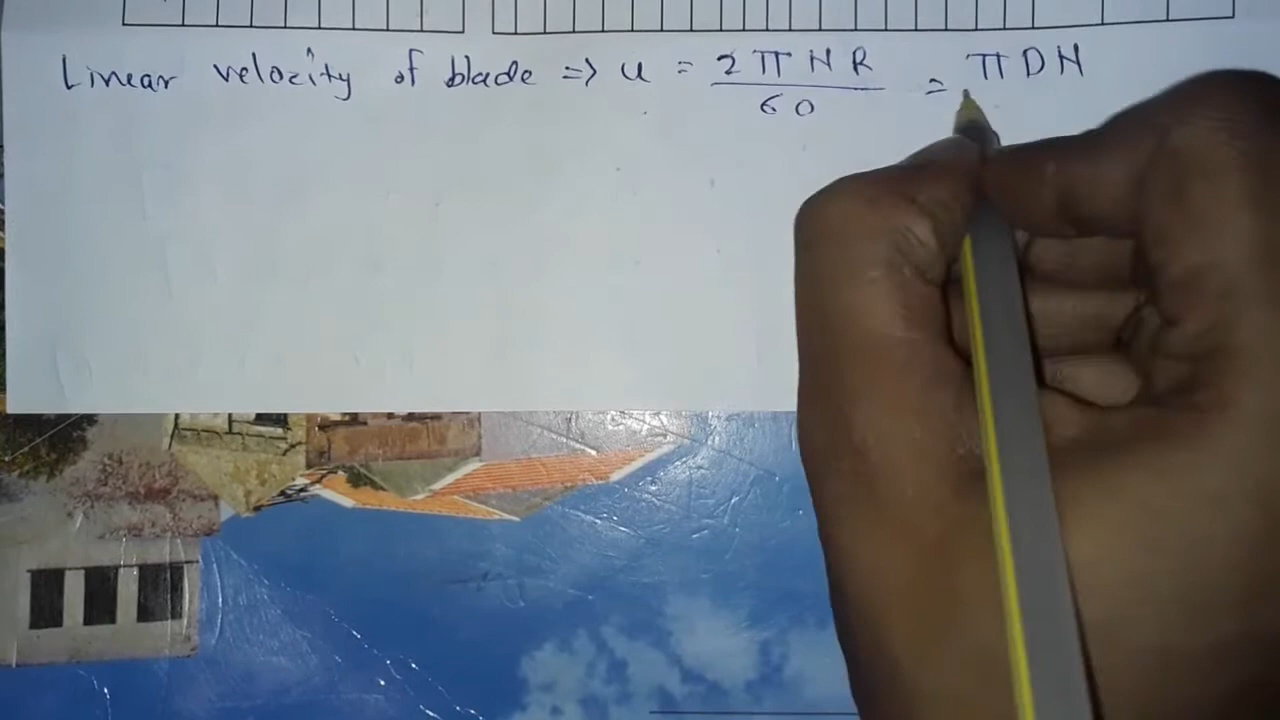 Linear velocity of blade => u = 2πNR/60 = πDN